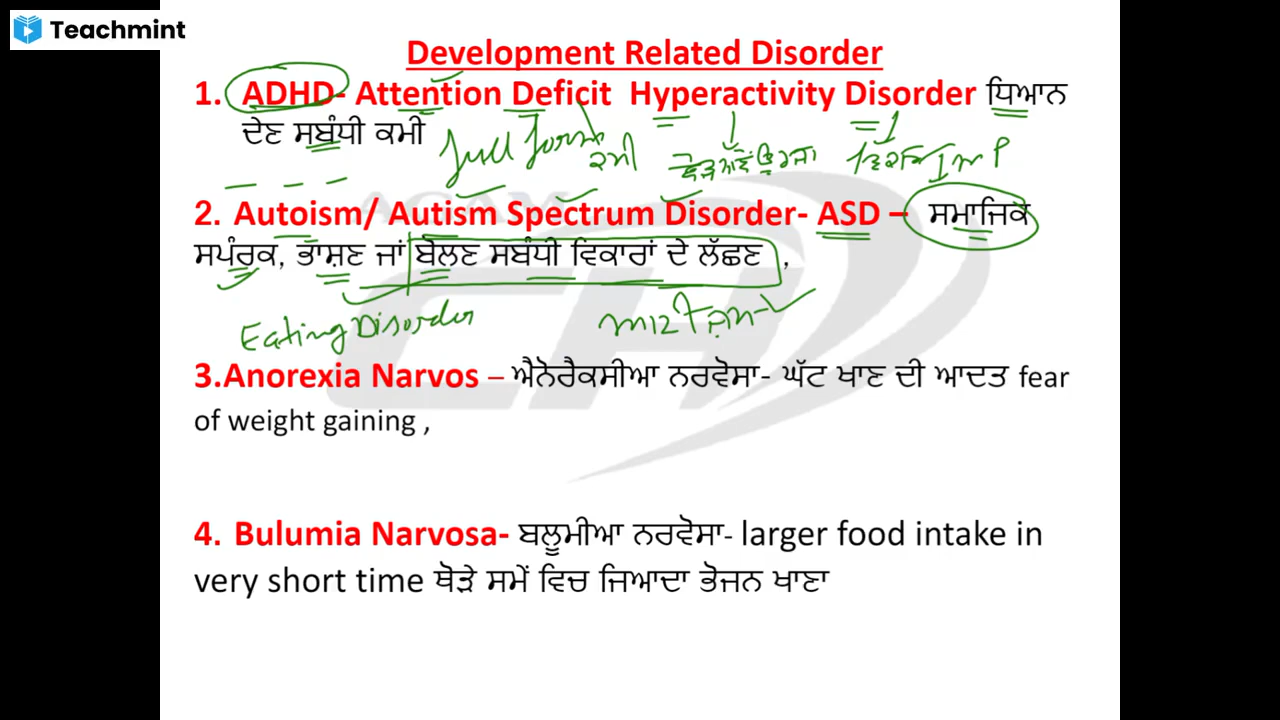 Teachmint
Development Related Disorder
1. ADHD- Attention Deficit Hyperactivity Disorder ਧਿਆਨ
ਦੇਣ ਸਬੰਧੀ ਕਮੀ
full form ਕਮੀ
2. Autoism/ Autism Spectrum Disorder- ASD – ਸਮਾਜਿਕ
ਸਪੰਰਕ, ਭਾਸ਼ਣ ਜਾਂ ਬੋਲਣ ਸਬੰਧੀ ਵਿਕਾਰਾਂ ਦੇ ਲੱਛਣ ,
Eating Disorder
3.Anorexia Narvos – ਐਨੋਰੈਕਸੀਆ ਨਰਵੋਸਾ- ਘੱਟ ਖਾਣ ਦੀ ਆਦਤ fear
of weight gaining ,
4. Bulumia Narvosa- ਬਲੂਮੀਆ ਨਰਵੋਸਾ- larger food intake in
very short time ਥੋੜੇ ਸਮੇਂ ਵਿਚ ਜਿਆਦਾ ਭੋਜਨ ਖਾਣਾ